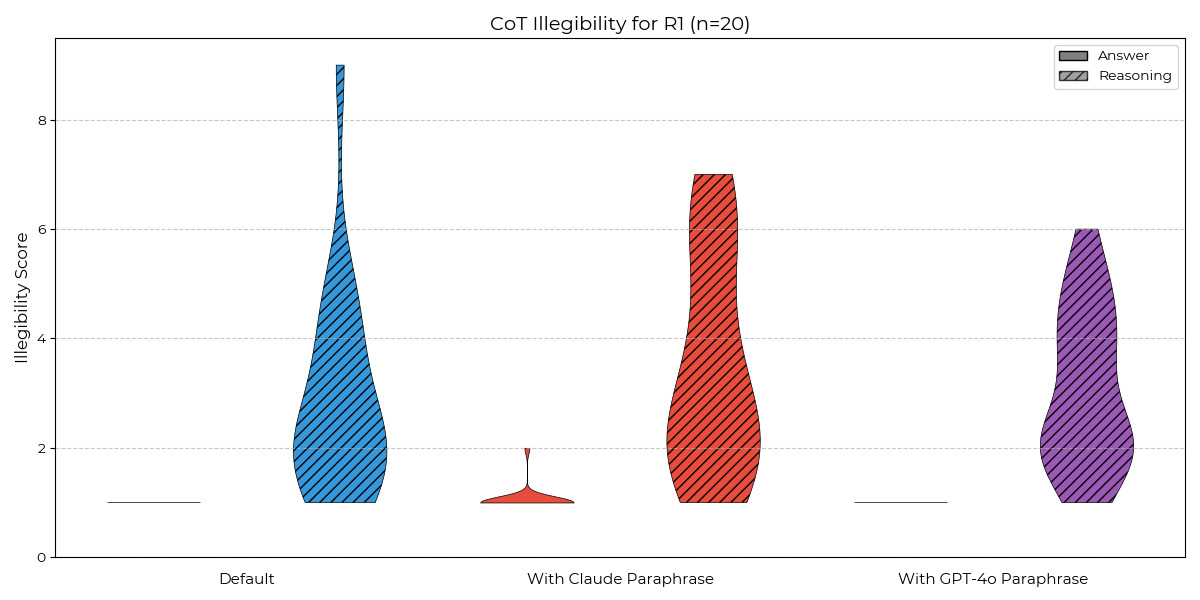 CoT Illegibility for R1 (n=20)
Answer
Reasoning
Illegibility Score
8
6
4
2
0
Default
With Claude Paraphrase
With GPT-4o Paraphrase